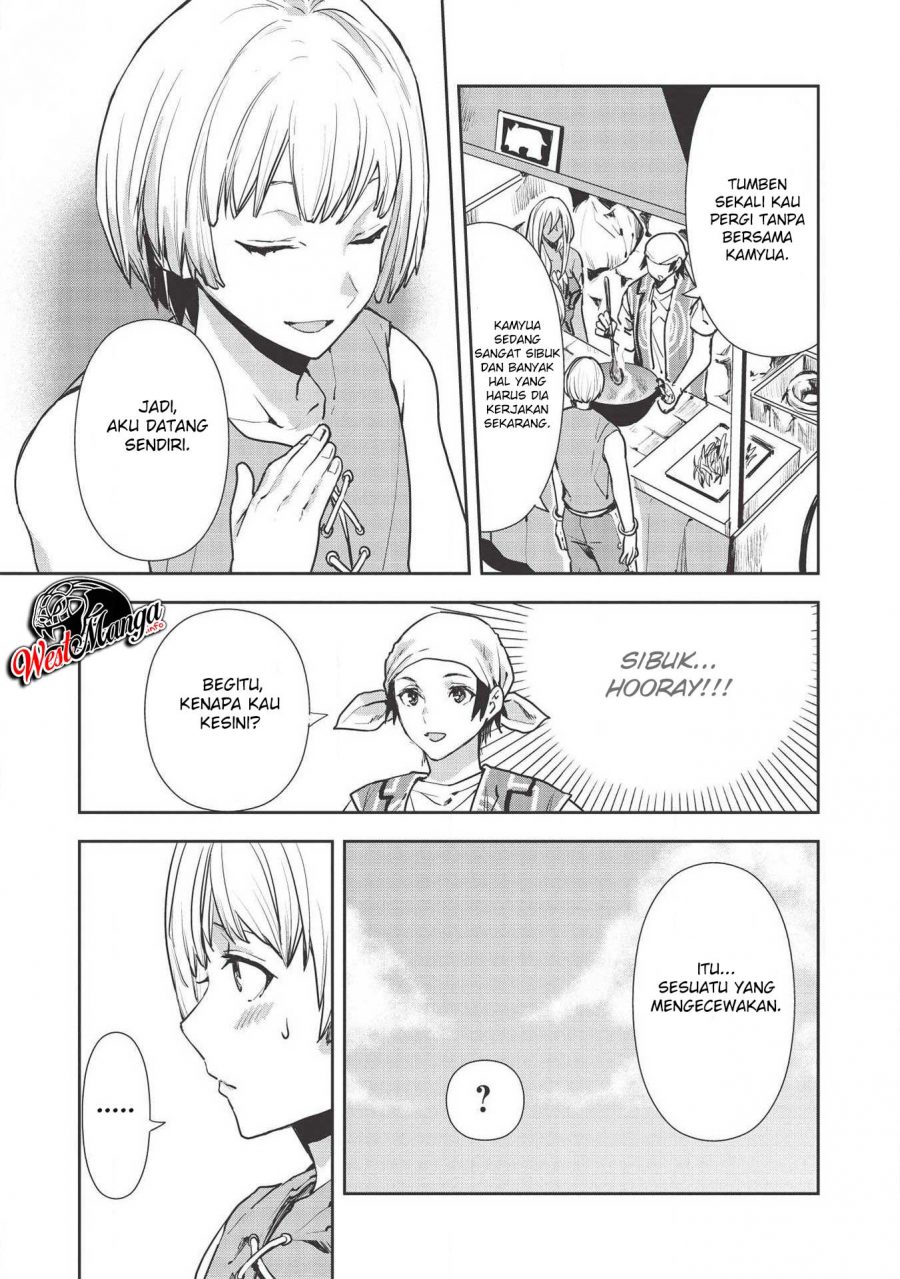 TUMBEN
SEKALI KAU
PERGI TANPA
BERSAMA
KAMYUA.
KAMYUA
SEDANG
SANGAT SIBUK
DAN BANYAK
HAL YANG
HARUS DIA
KERJAKAN
SEKARANG.
JADI,
AKU DATANG
SENDIRI.
SIBUK...
HOORAY!!!
BEGITU,
KENAPA KAU
KESINI?
WestManga
.info
ITU...
SESUATU YANG
MENGECEWAKAN.
?
.....